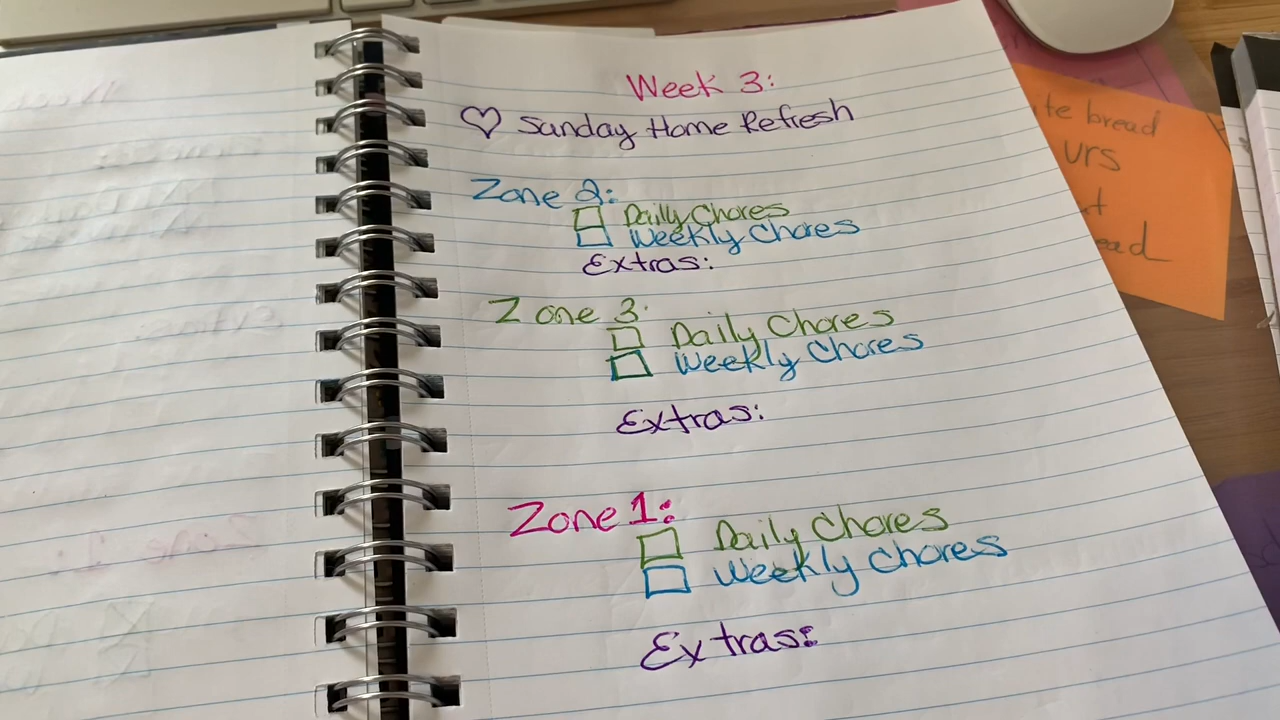 Week 3:
♡ Sunday Home Refresh
Zone 2:
☐ Daily Chores
☐ Weekly Chores
Extras:
Zone 3:
☐ Daily Chores
☐ Weekly Chores
Extras:
Zone 1:
☐ Daily Chores
☐ Weekly Chores
Extras:
te bread
urs
ead